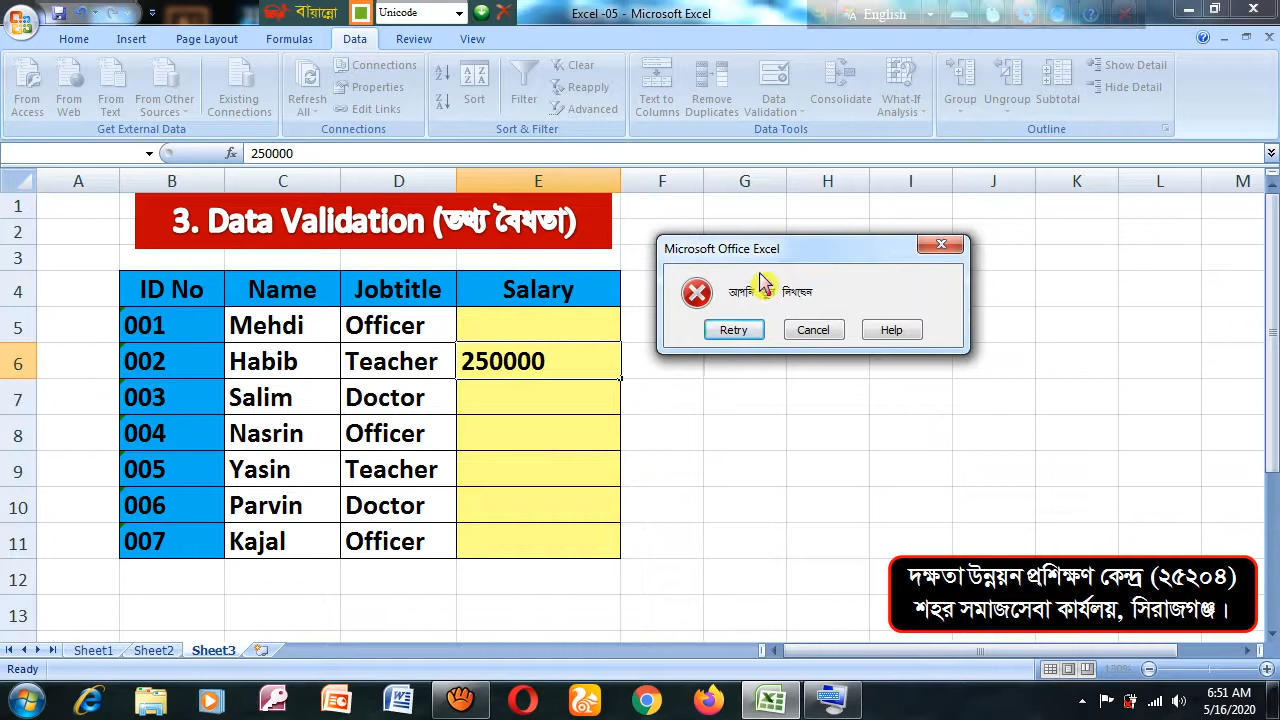 বায়ান্নো
Unicode
Excel -05 - Microsoft Excel
English
Home Insert Page Layout Formulas Data Review View
From Access
From Web
From Text
From Other Sources
Existing Connections
Get External Data
Refresh All
Connections
Properties
Edit Links
Connections
Sort
Filter
Clear
Reapply
Advanced
Sort & Filter
Text to Columns
Remove Duplicates
Data Validation
Consolidate
What-If Analysis
Data Tools
Group
Ungroup
Subtotal
Show Detail
Hide Detail
Outline
250000
A B C D E F G H I J K L M
1
2
3
3. Data Validation (তথ্য বৈধতা)
4 ID No Name Jobtitle Salary
5 001 Mehdi Officer
6 002 Habib Teacher 250000
7 003 Salim Doctor
8 004 Nasrin Officer
9 005 Yasin Teacher
10 006 Parvin Doctor
11 007 Kajal Officer
12
13
Microsoft Office Excel
আপনি লিখাছেন
Retry Cancel Help
দক্ষতা উন্নয়ন প্রশিক্ষণ কেন্দ্র (২৫২০৪)
শহর সমাজসেবা কার্যলয়, সিরাজগঞ্জ।
Sheet1 Sheet2 Sheet3
Ready
130%
6:51 AM
5/16/2020